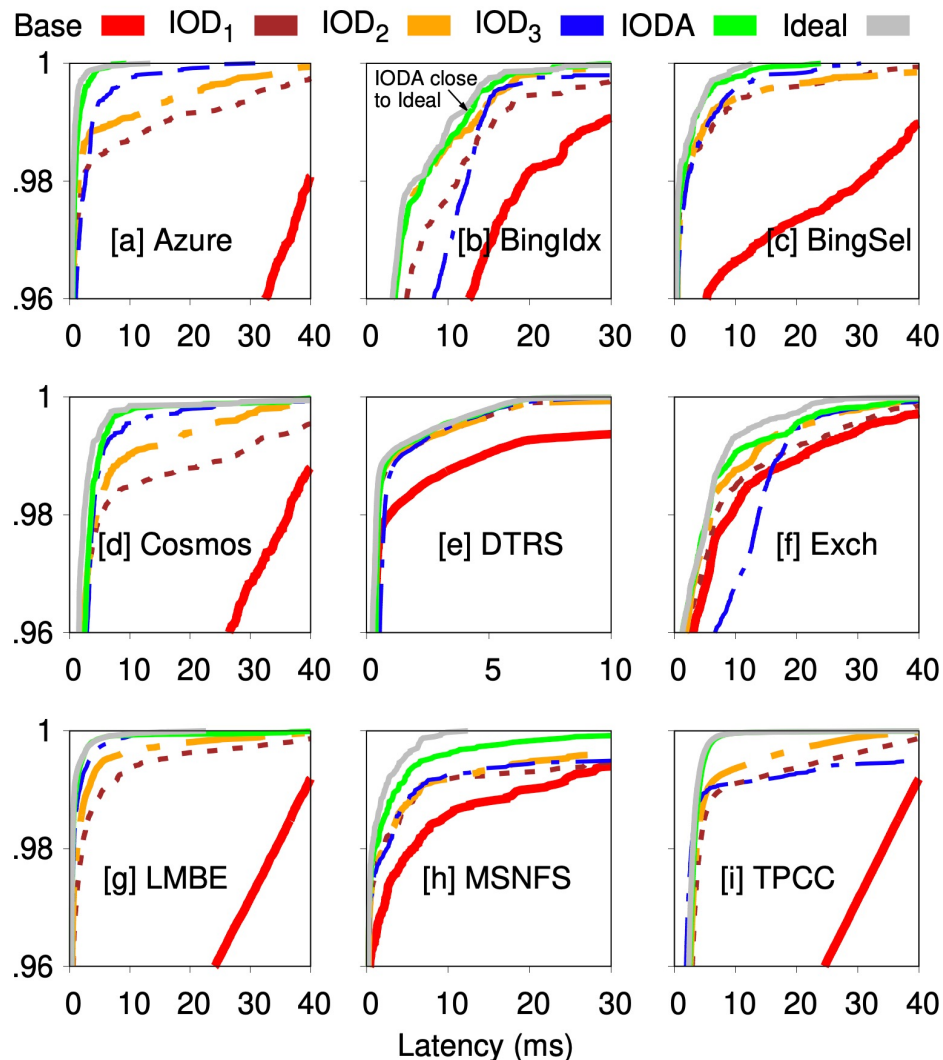 Base IOD₁ IOD₂ IOD₃ IODA Ideal
1
.98
.96
[a] Azure
0 10 20 30 40
IODA close
to Ideal
[b] BingIdx
0 10 20 30
[c] BingSel
0 10 20 30 40
1
.98
.96
[d] Cosmos
0 10 20 30 40
[e] DTRS
0 5 10
[f] Exch
0 10 20 30 40
1
.98
.96
[g] LMBE
0 10 20 30 40
[h] MSNFS
0 10 20 30
[i] TPCC
0 10 20 30 40
Latency (ms)